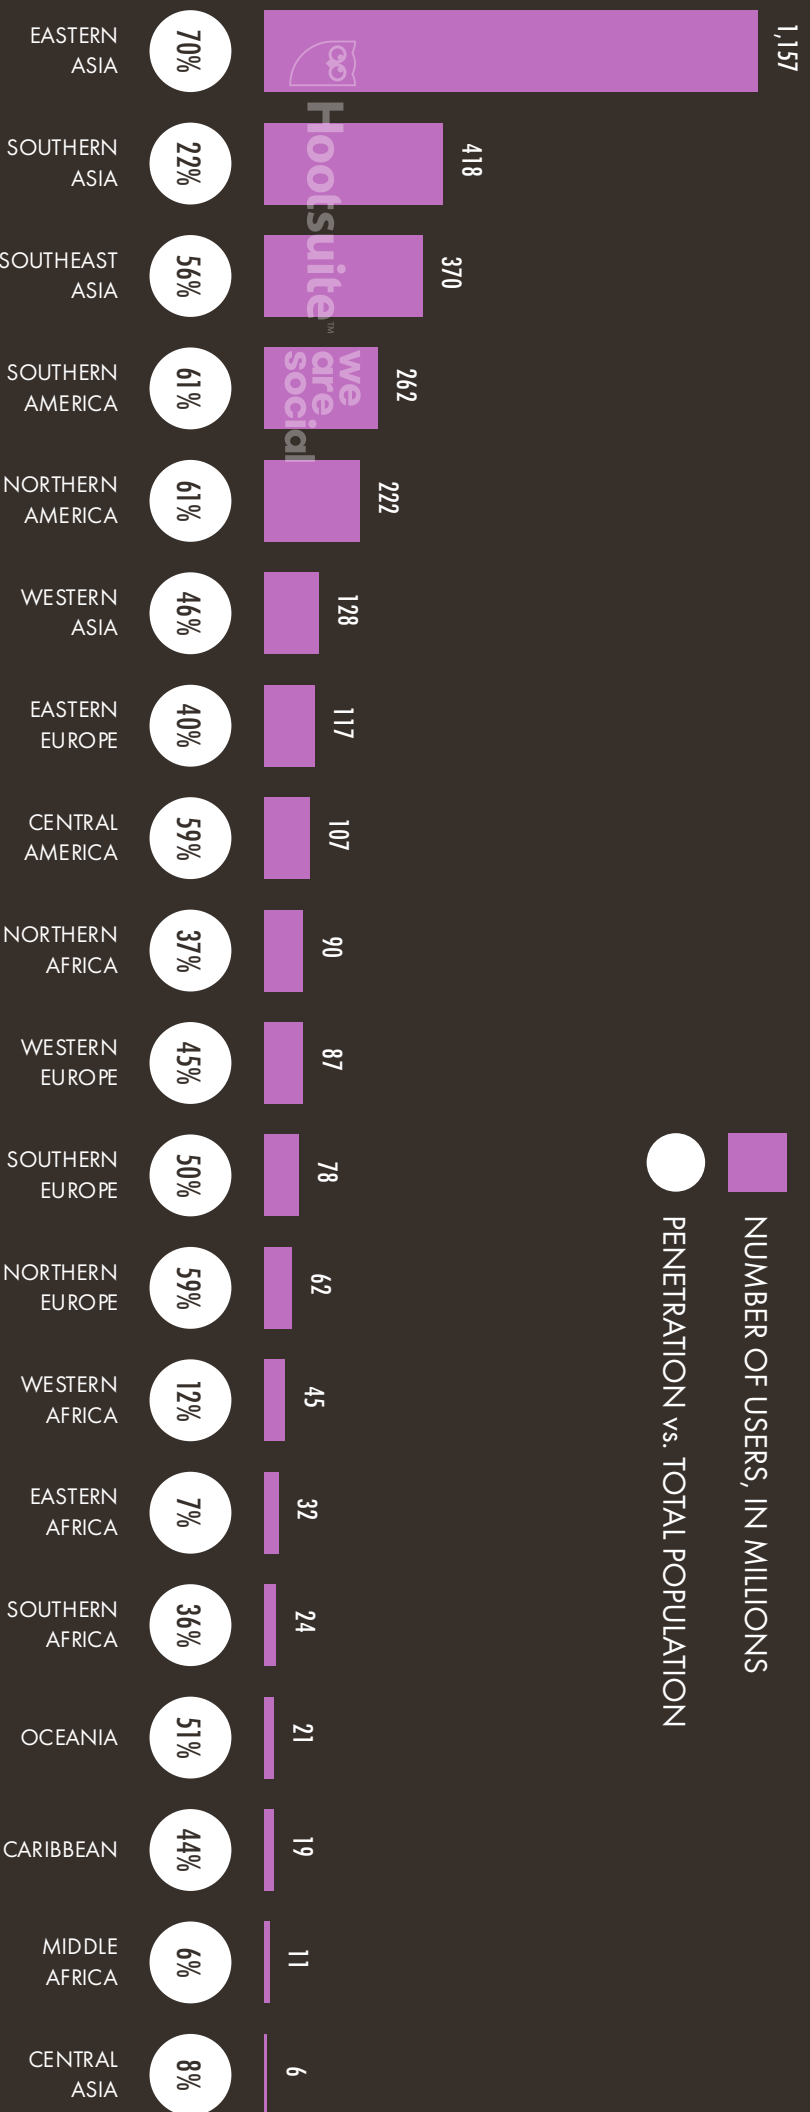 EASTERN
ASIA
70%
1,157
SOUTHERN
ASIA
22%
418
SOUTHEAST
ASIA
56%
370
SOUTHERN
AMERICA
61%
262
NORTHERN
AMERICA
61%
222
WESTERN
ASIA
46%
128
EASTERN
EUROPE
40%
117
CENTRAL
AMERICA
59%
107
NORTHERN
AFRICA
37%
90
WESTERN
EUROPE
45%
87
SOUTHERN
EUROPE
50%
78
NORTHERN
EUROPE
59%
62
WESTERN
AFRICA
12%
45
EASTERN
AFRICA
7%
32
SOUTHERN
AFRICA
36%
24
OCEANIA
51%
21
CARIBBEAN
44%
19
MIDDLE
AFRICA
6%
11
CENTRAL
ASIA
8%
6
Hootsuite™
we
are
social
NUMBER OF USERS, IN MILLIONS
PENETRATION vs. TOTAL POPULATION